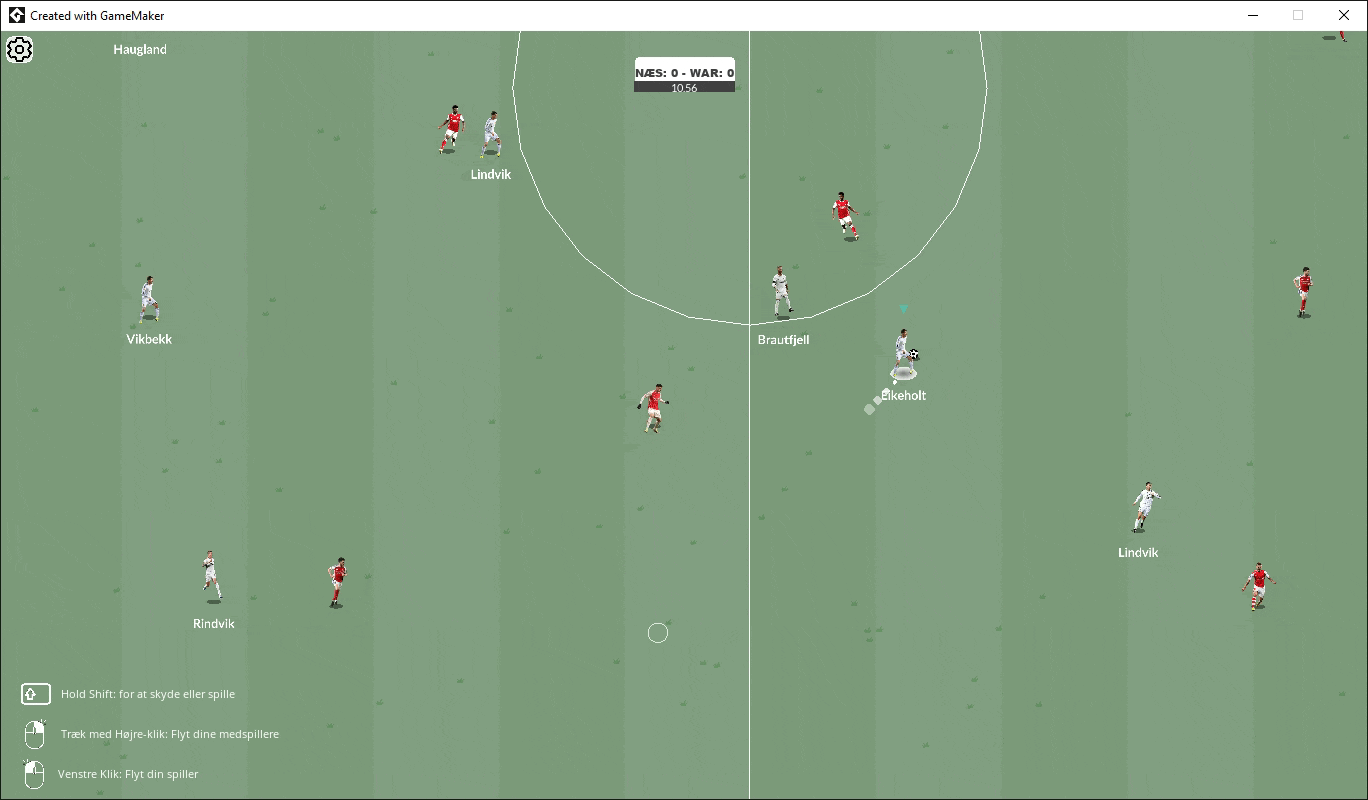 Created with GameMaker
Haugland
NÆS: 0 - WAR: 0
10:56
Lindvik
Vikbekk
Brautfjell
Eikeholt
Lindvik
Rindvik
Hold Shift: for at skyde eller spille
Træk med Højre-klik: Flyt dine medspillere
Venstre Klik: Flyt din spiller